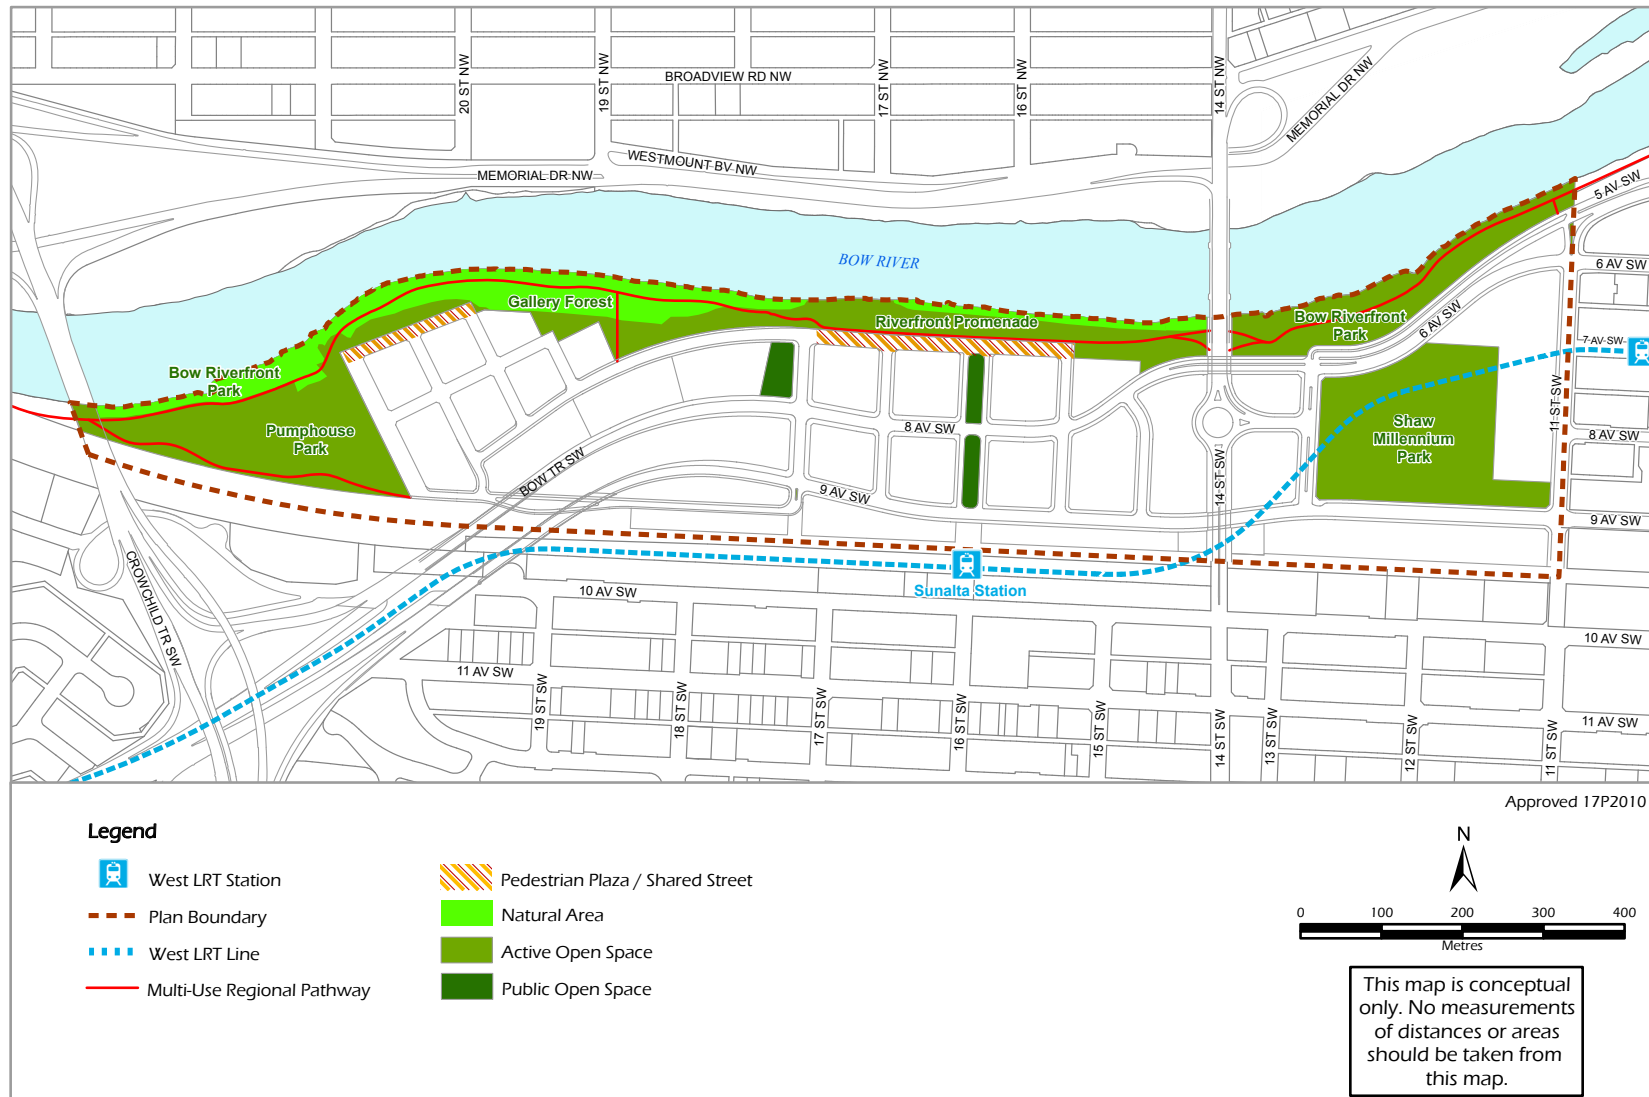 20 ST NW
19 ST NW
BROADVIEW RD NW
17 ST NW
16 ST NW
14 ST NW
MEMORIAL DR NW
WESTMOUNT BV NW
MEMORIAL DR NW
5 AV SW
BOW RIVER
6 AV SW
Gallery Forest
Riverfront Promenade
Bow Riverfront
Park
6 AV SW
7 AV SW
Bow Riverfront
Park
Pumphouse
Park
8 AV SW
Shaw
Millennium
Park
11 ST SW
8 AV SW
BOW TR SW
9 AV SW
14 ST SW
9 AV SW
CROWCHILD TR SW
10 AV SW
Sunalta Station
10 AV SW
11 AV SW
19 ST SW
18 ST SW
17 ST SW
16 ST SW
15 ST SW
14 ST SW
13 ST SW
12 ST SW
11 ST SW
11 AV SW
Approved 17P2010
Legend
West LRT Station
Plan Boundary
West LRT Line
Multi-Use Regional Pathway
Pedestrian Plaza / Shared Street
Natural Area
Active Open Space
Public Open Space
N
0 100 200 300 400
Metres
This map is conceptual
only. No measurements
of distances or areas
should be taken from
this map.